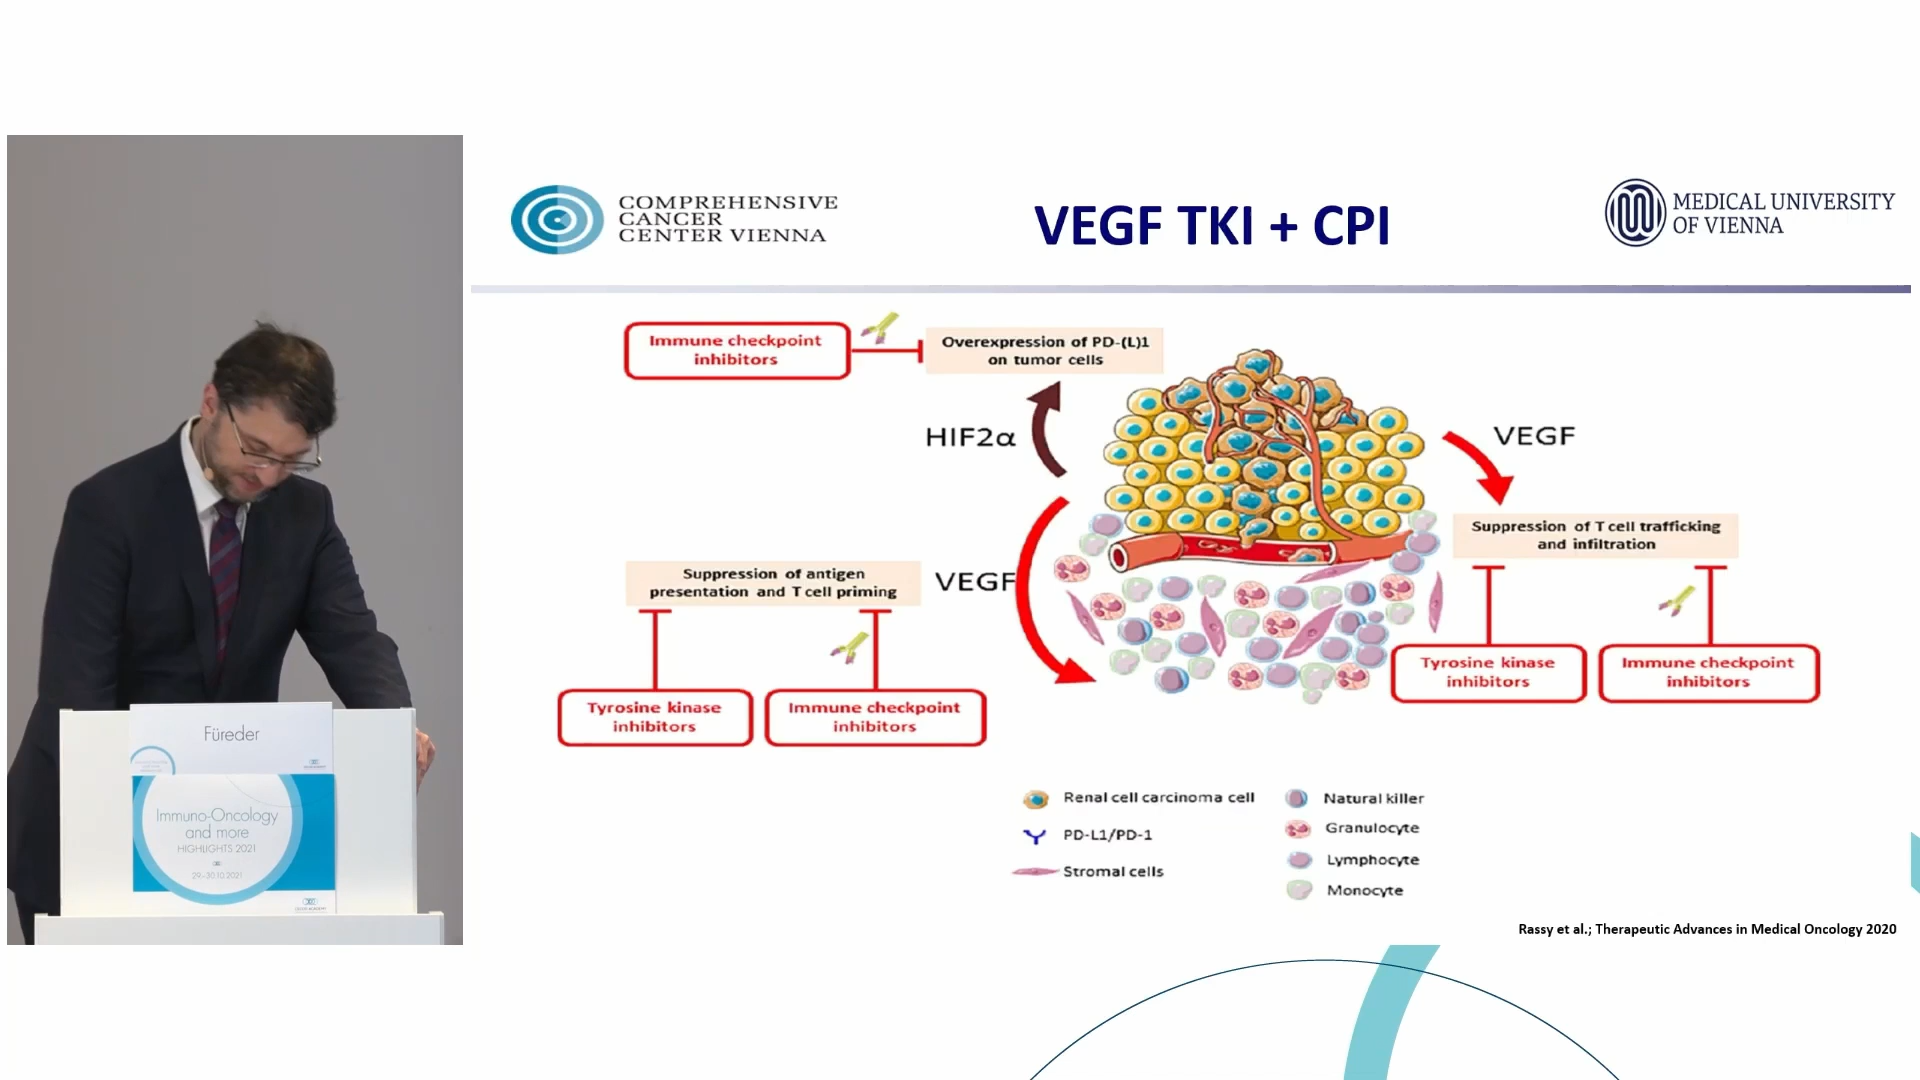 COMPREHENSIVE
CANCER
CENTER VIENNA
VEGF TKI + CPI
MEDICAL UNIVERSITY
OF VIENNA
Immune checkpoint
inhibitors
Overexpression of PD-(L)1
on tumor cells
HIF2α
VEGF
Suppression of T cell trafficking
and infiltration
Suppression of antigen
presentation and T cell priming
VEGF
Tyrosine kinase
inhibitors
Immune checkpoint
inhibitors
Tyrosine kinase
inhibitors
Immune checkpoint
inhibitors
Renal cell carcinoma cell
PD-L1/PD-1
Stromal cells
Natural killer
Granulocyte
Lymphocyte
Monocyte
Rassy et al.; Therapeutic Advances in Medical Oncology 2020
Füreder
Immuno-Oncology
and more
HIGHLIGHTS 2021
29.–30.10.2021